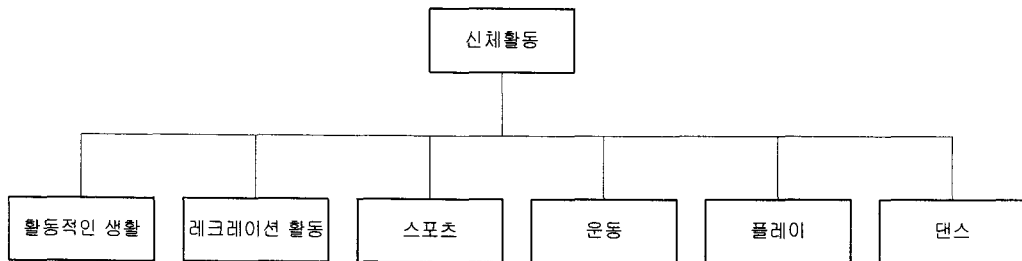 신체활동
활동적인 생활
레크레이션 활동
스포츠
운동
플레이
댄스